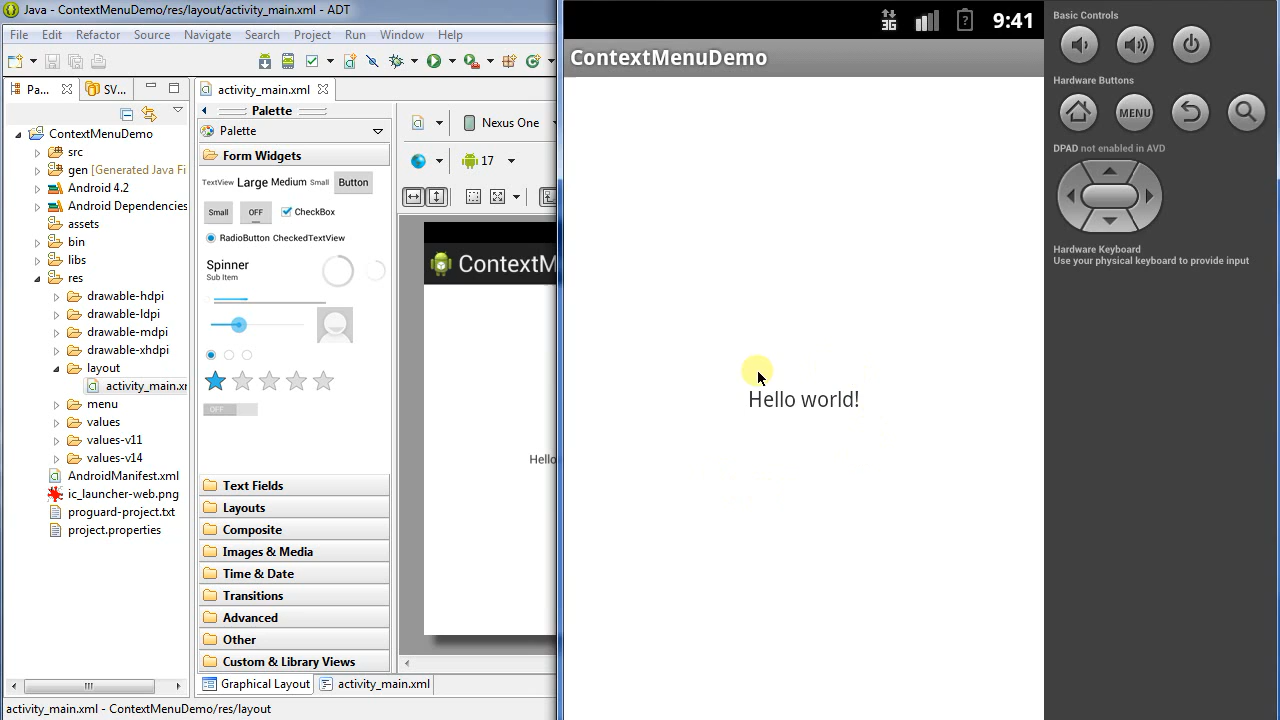 Java - ContextMenuDemo/res/layout/activity_main.xml - ADT
File Edit Refactor Source Navigate Search Project Run Window Help
Pa...
SV...
ContextMenuDemo
src
gen [Generated Java Fi
Android 4.2
Android Dependencies
assets
bin
libs
res
drawable-hdpi
drawable-ldpi
drawable-mdpi
drawable-xhdpi
layout
activity_main.xr
menu
values
values-v11
values-v14
AndroidManifest.xml
ic_launcher-web.png
proguard-project.txt
project.properties
activity_main.xml
Palette
Palette
Form Widgets
TextView Large Medium Small Button
Small OFF CheckBox
RadioButton CheckedTextView
Spinner
Sub Item
OFF
Text Fields
Layouts
Composite
Images & Media
Time & Date
Transitions
Advanced
Other
Custom & Library Views
Graphical Layout activity_main.xml
Nexus One
17
ContextM
Hello
activity_main.xml - ContextMenuDemo/res/layout
3G 9:41
ContextMenuDemo
Hello world!
Basic Controls
Hardware Buttons
MENU
DPAD not enabled in AVD
Hardware Keyboard
Use your physical keyboard to provide input